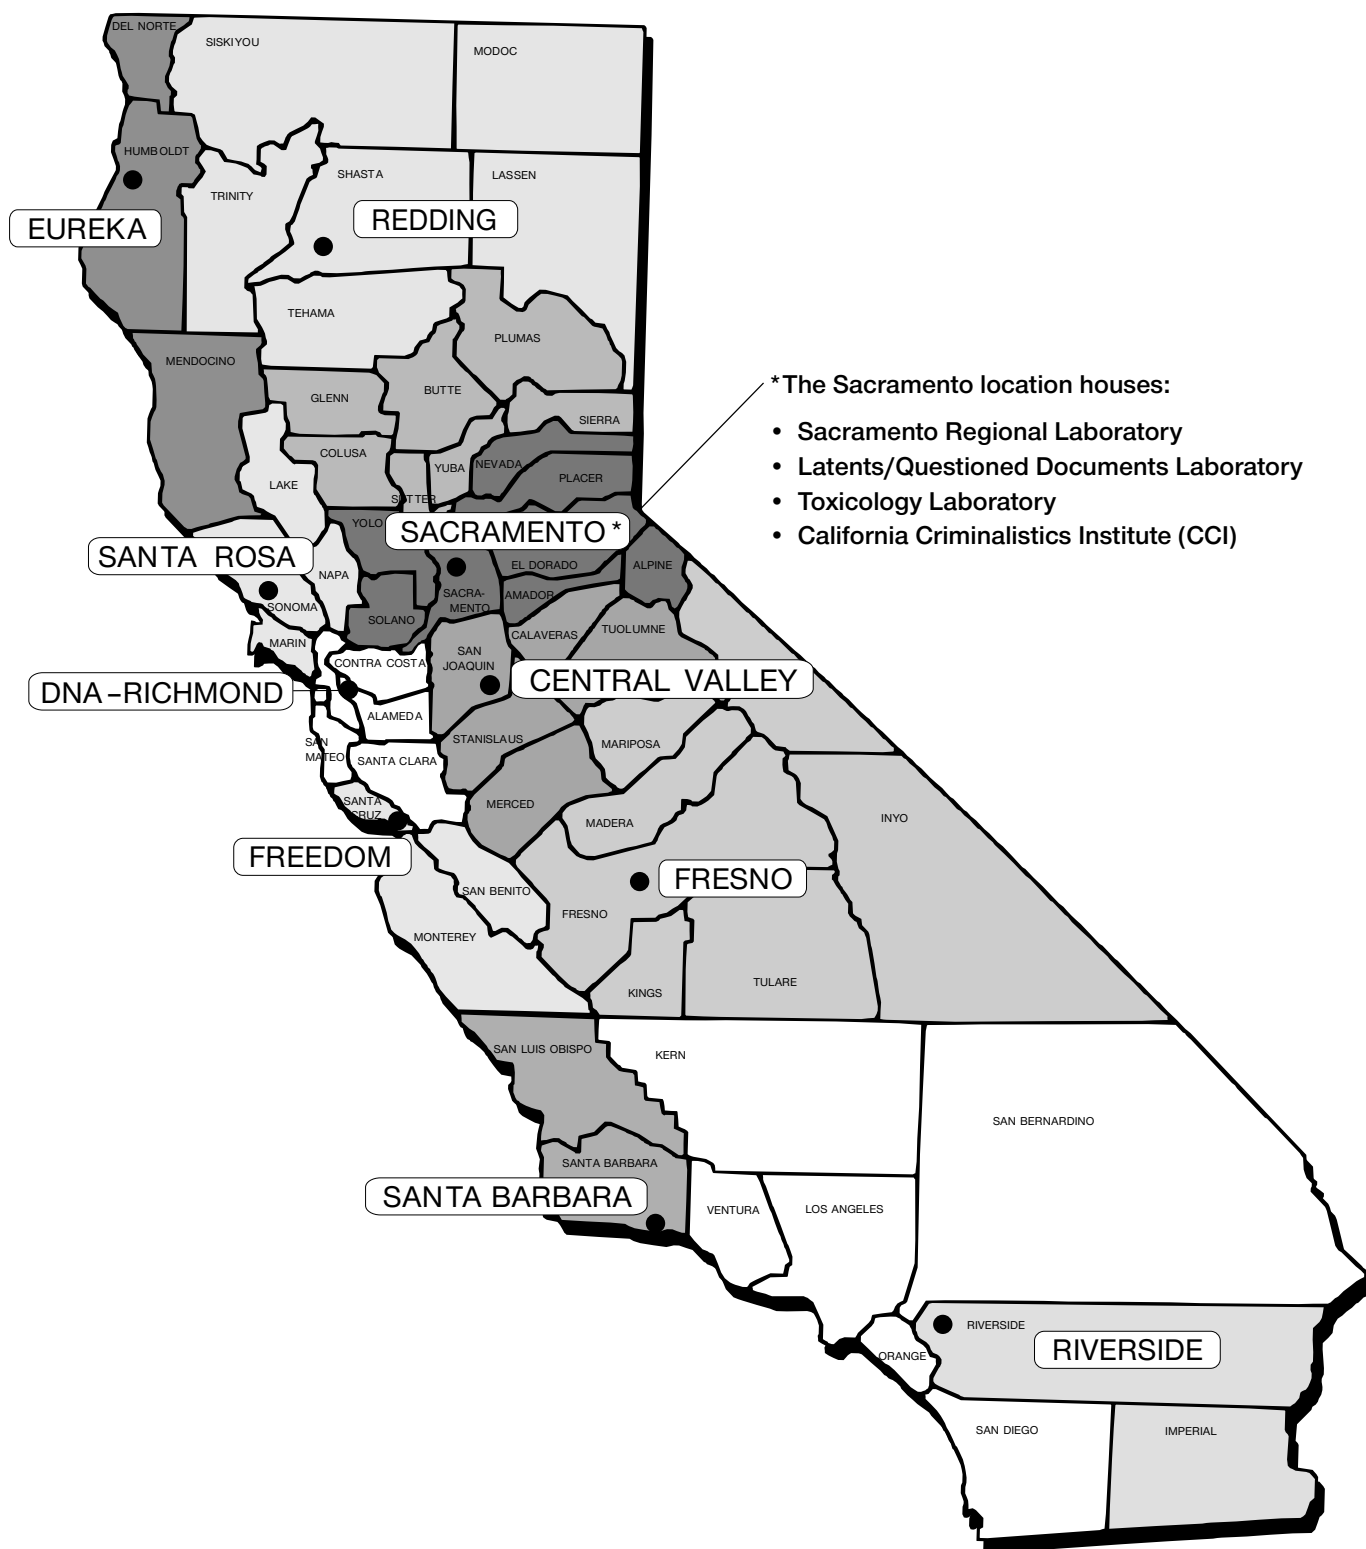 DEL NORTE
SISKIYOU
MODOC
HUMBOLDT
TRINITY
SHASTA
LASSEN
EUREKA
REDDING
TEHAMA
PLUMAS
MENDOCINO
GLENN
BUTTE
SIERRA
COLUSA
LAKE
SUTTER
YUBA
NEVADA
PLACER
*The Sacramento location houses:
• Sacramento Regional Laboratory
• Latents/Questioned Documents Laboratory
• Toxicology Laboratory
• California Criminalistics Institute (CCI)
YOLO
SACRAMENTO*
SANTA ROSA
NAPA
EL DORADO
ALPINE
SONOMA
SOLANO
SACRA-
MENTO
AMADOR
MARIN
CONTRA COSTA
SAN
JOAQUIN
CALAVERAS
TUOLUMNE
DNA–RICHMOND
CENTRAL VALLEY
ALAMEDA
SAN
MATEO
SANTA CLARA
STANISLAUS
MARIPOSA
SANTA
CRUZ
MERCED
MADERA
INYO
FREEDOM
SAN BENITO
FRESNO
FRESNO
MONTEREY
KINGS
TULARE
SAN LUIS OBISPO
KERN
SAN BERNARDINO
SANTA BARBARA
SANTA BARBARA
VENTURA
LOS ANGELES
RIVERSIDE
RIVERSIDE
ORANGE
SAN DIEGO
IMPERIAL